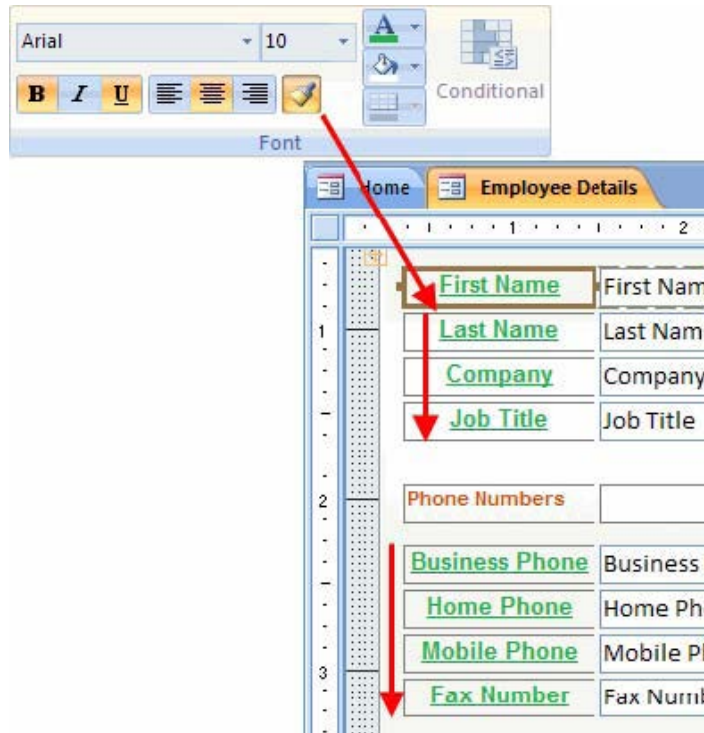 Arial 10 A
B I U Conditional
Font
Home Employee Details
1 2
First Name First Nam
1 Last Name Last Nam
Company Company
Job Title Job Title
2 Phone Numbers
Business Phone Business
Home Phone Home Ph
Mobile Phone Mobile P
3
Fax Number Fax Numb